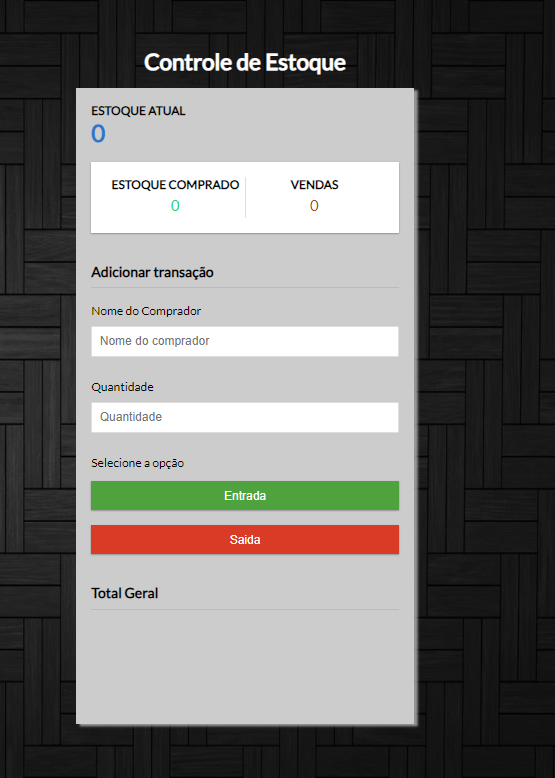 Controle de Estoque
ESTOQUE ATUAL
0
ESTOQUE COMPRADO
0
VENDAS
0
Adicionar transação
Nome do Comprador
Nome do comprador
Quantidade
Quantidade
Selecione a opção
Entrada
Saida
Total Geral